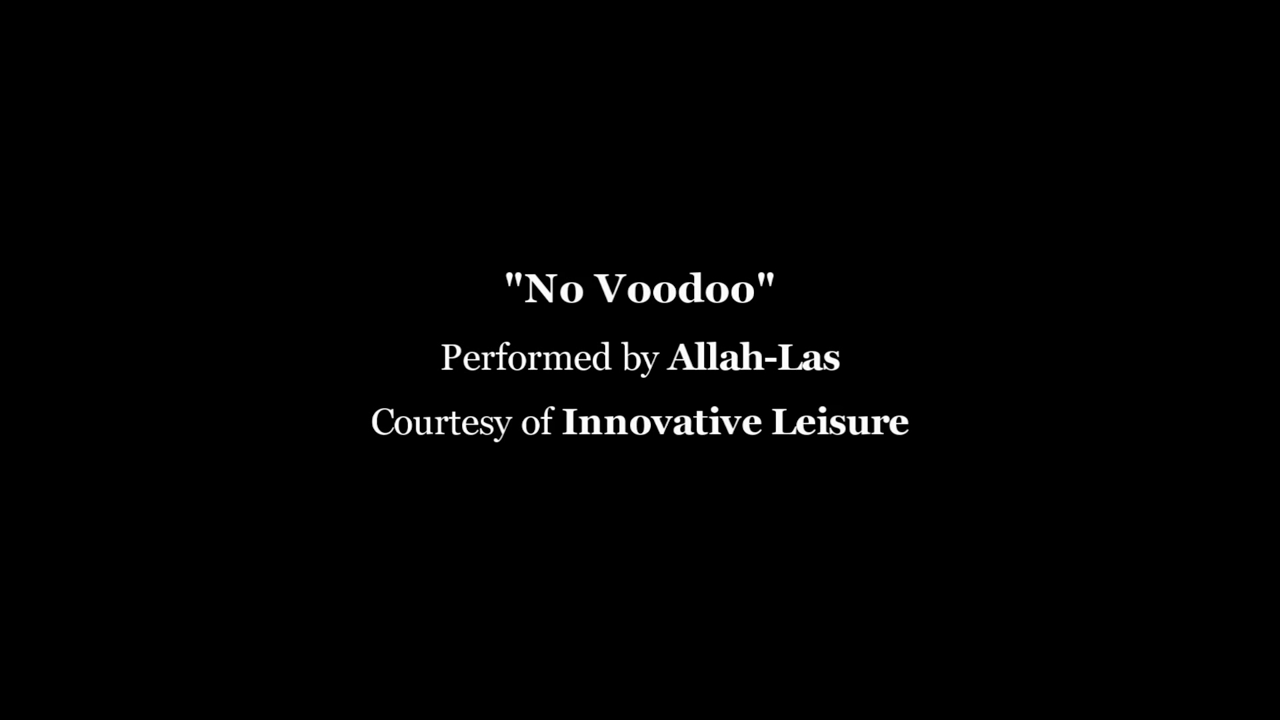 "No Voodoo"
Performed by Allah-Las
Courtesy of Innovative Leisure